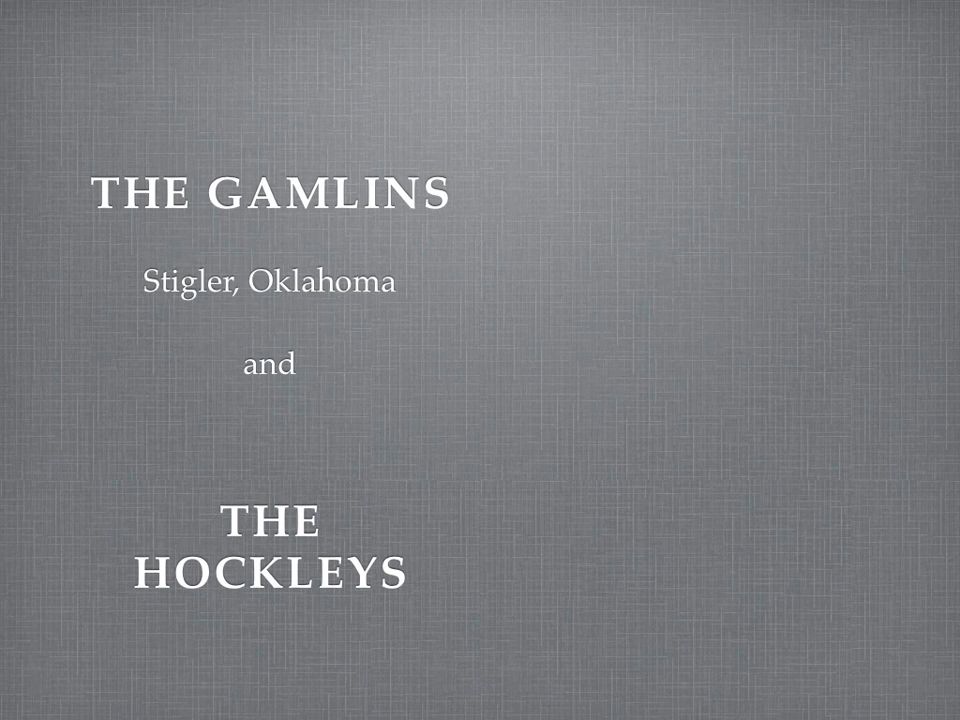 THE GAMLINS
Stigler, Oklahoma
and
THE
HOCKLEYS